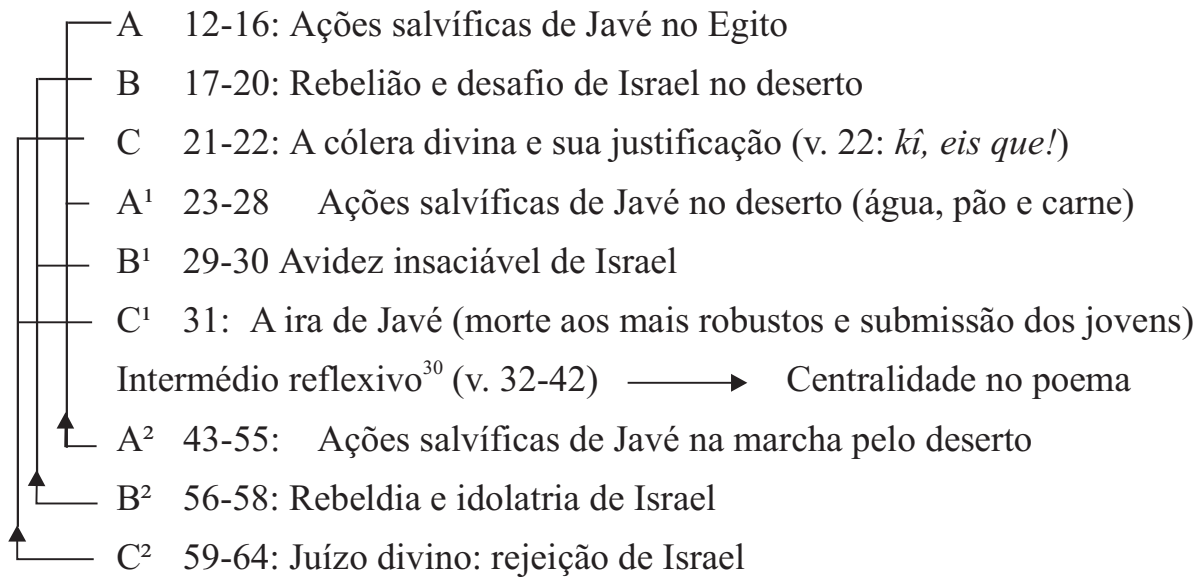 A 12-16: Ações salvíficas de Javé no Egito
B 17-20: Rebelião e desafio de Israel no deserto
C 21-22: A cólera divina e sua justificação (v. 22: kî, eis que!)
A¹ 23-28 Ações salvíficas de Javé no deserto (água, pão e carne)
B¹ 29-30 Avidez insaciável de Israel
C¹ 31: A ira de Javé (morte aos mais robustos e submissão dos jovens)
Intermédio reflexivo³⁰ (v. 32-42) Centralidade no poema
A² 43-55: Ações salvíficas de Javé na marcha pelo deserto
B² 56-58: Rebeldia e idolatria de Israel
C² 59-64: Juízo divino: rejeição de Israel